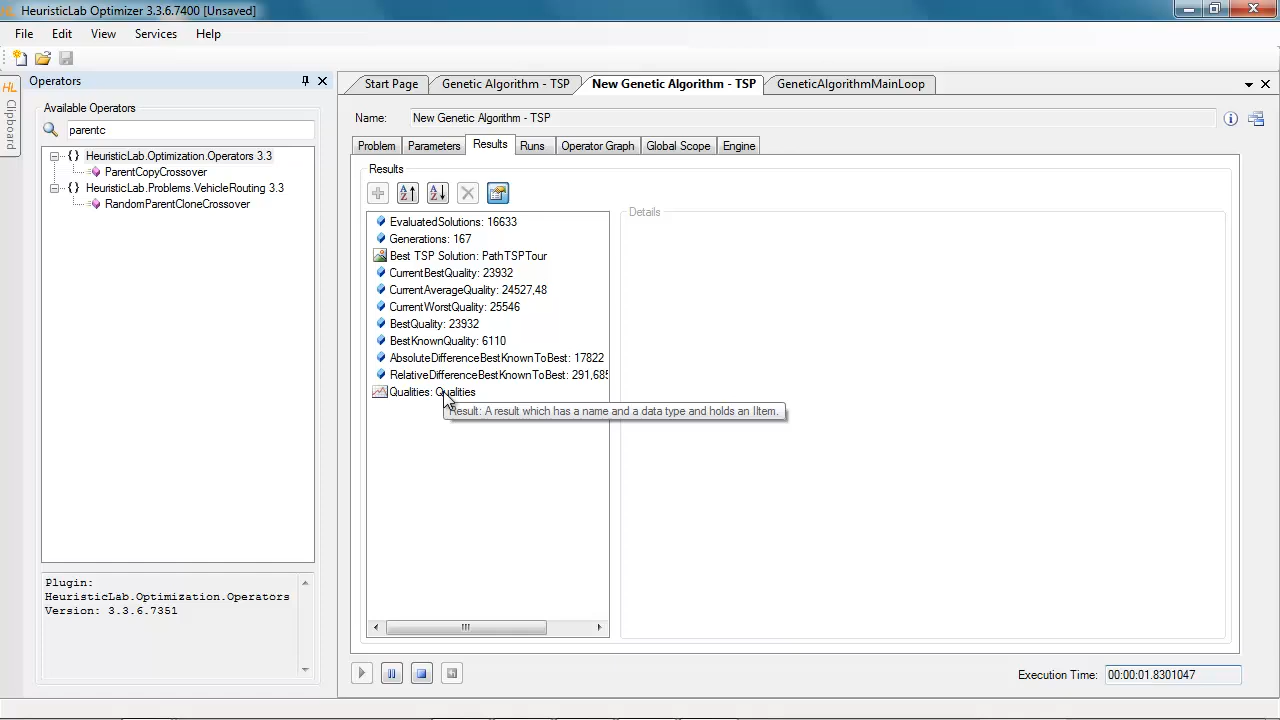 HeuristicLab Optimizer 3.3.6.7400 [Unsaved]
File Edit View Services Help
Operators
Start Page
Genetic Algorithm - TSP
New Genetic Algorithm - TSP
GeneticAlgorithmMainLoop
HL Clipboard
Available Operators
parentc
HeuristicLab.Optimization.Operators 3.3
ParentCopyCrossover
HeuristicLab.Problems.VehicleRouting 3.3
RandomParentCloneCrossover
Plugin:
HeuristicLab.Optimization.Operators
Version: 3.3.6.7351
Name: New Genetic Algorithm - TSP
Problem Parameters Results Runs Operator Graph Global Scope Engine
Results
EvaluatedSolutions: 16633
Generations: 167
Best TSP Solution: PathTSPTour
CurrentBestQuality: 23932
CurrentAverageQuality: 24527,48
CurrentWorstQuality: 25546
BestQuality: 23932
BestKnownQuality: 6110
AbsoluteDifferenceBestKnownToBest: 17822
RelativeDifferenceBestKnownToBest: 291,685
Qualities: Qualities
Result: A result which has a name and a data type and holds an IItem.
Details
Execution Time: 00:00:01.8301047